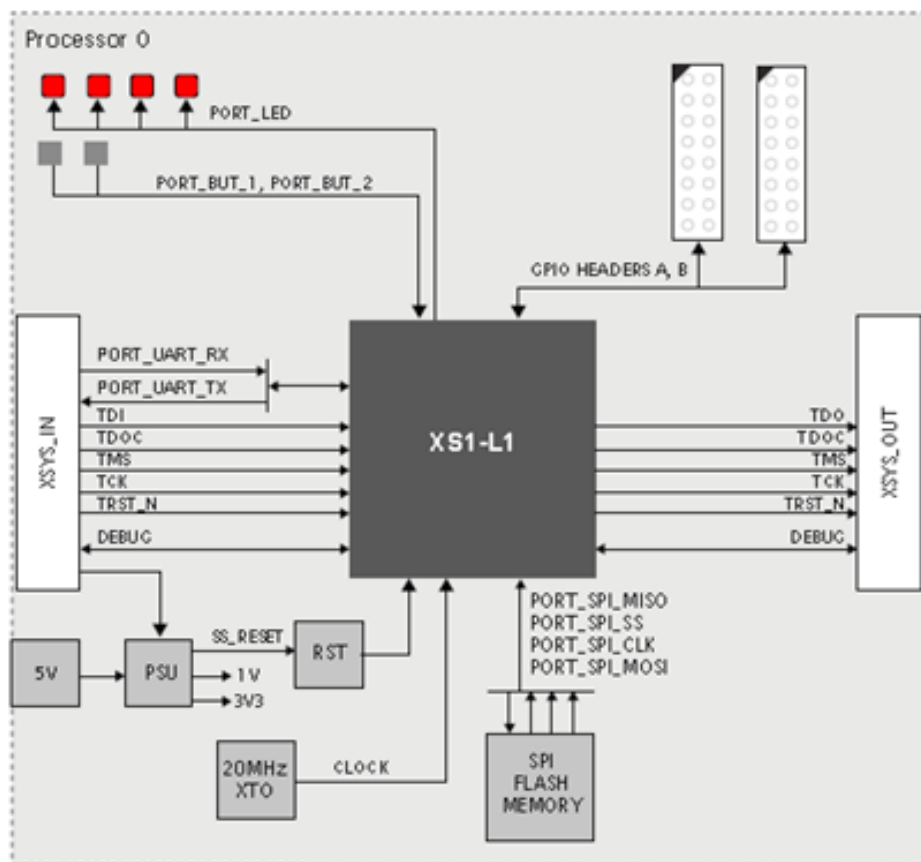 Processor 0
PORT_LED
PORT_BUT_1, PORT_BUT_2
GPIO HEADERS A, B
XSYS_IN
PORT_UART_RX
PORT_UART_TX
TDI
TDOC
TMS
TCK
TRST_N
DEBUG
XS1-L1
TDO
TDOC
TMS
TCK
TRST_N
DEBUG
XSYS_OUT
PORT_SPI_MISO
PORT_SPI_SS
PORT_SPI_CLK
PORT_SPI_MOSI
5V
PSU
SS_RESET
1V
3V3
RST
20MHz
XTO
CLOCK
SPI
FLASH
MEMORY